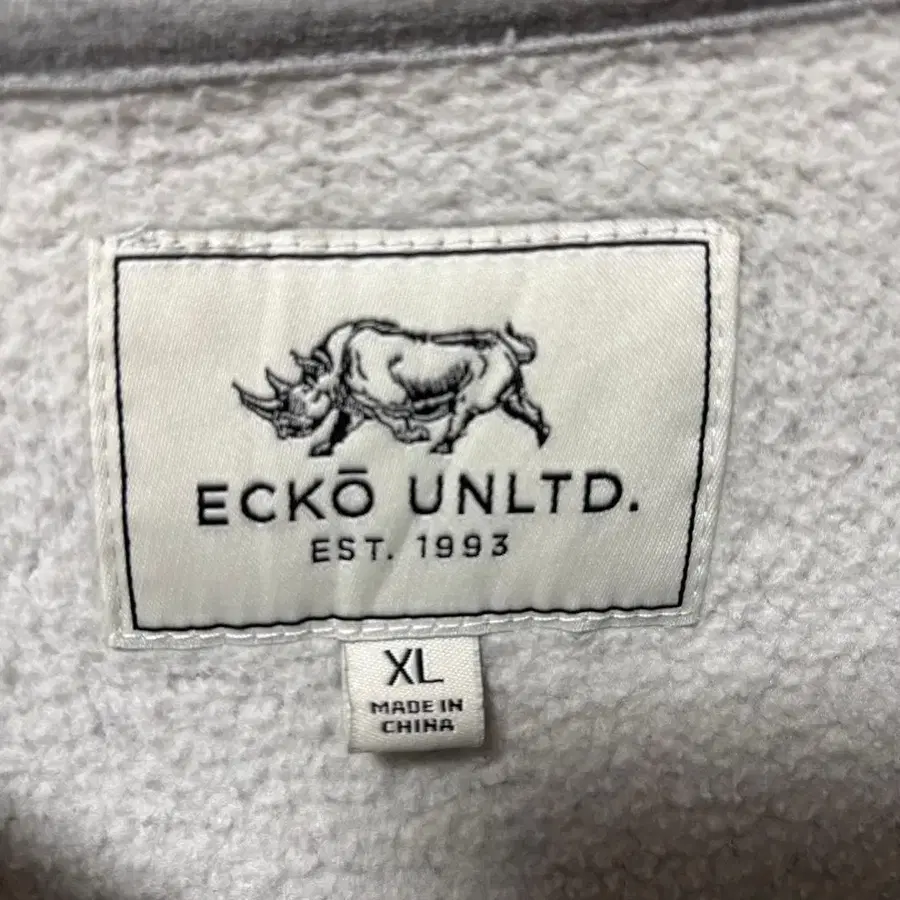 ECKŌ UNLTD.
EST. 1993
XL
MADE IN
CHINA